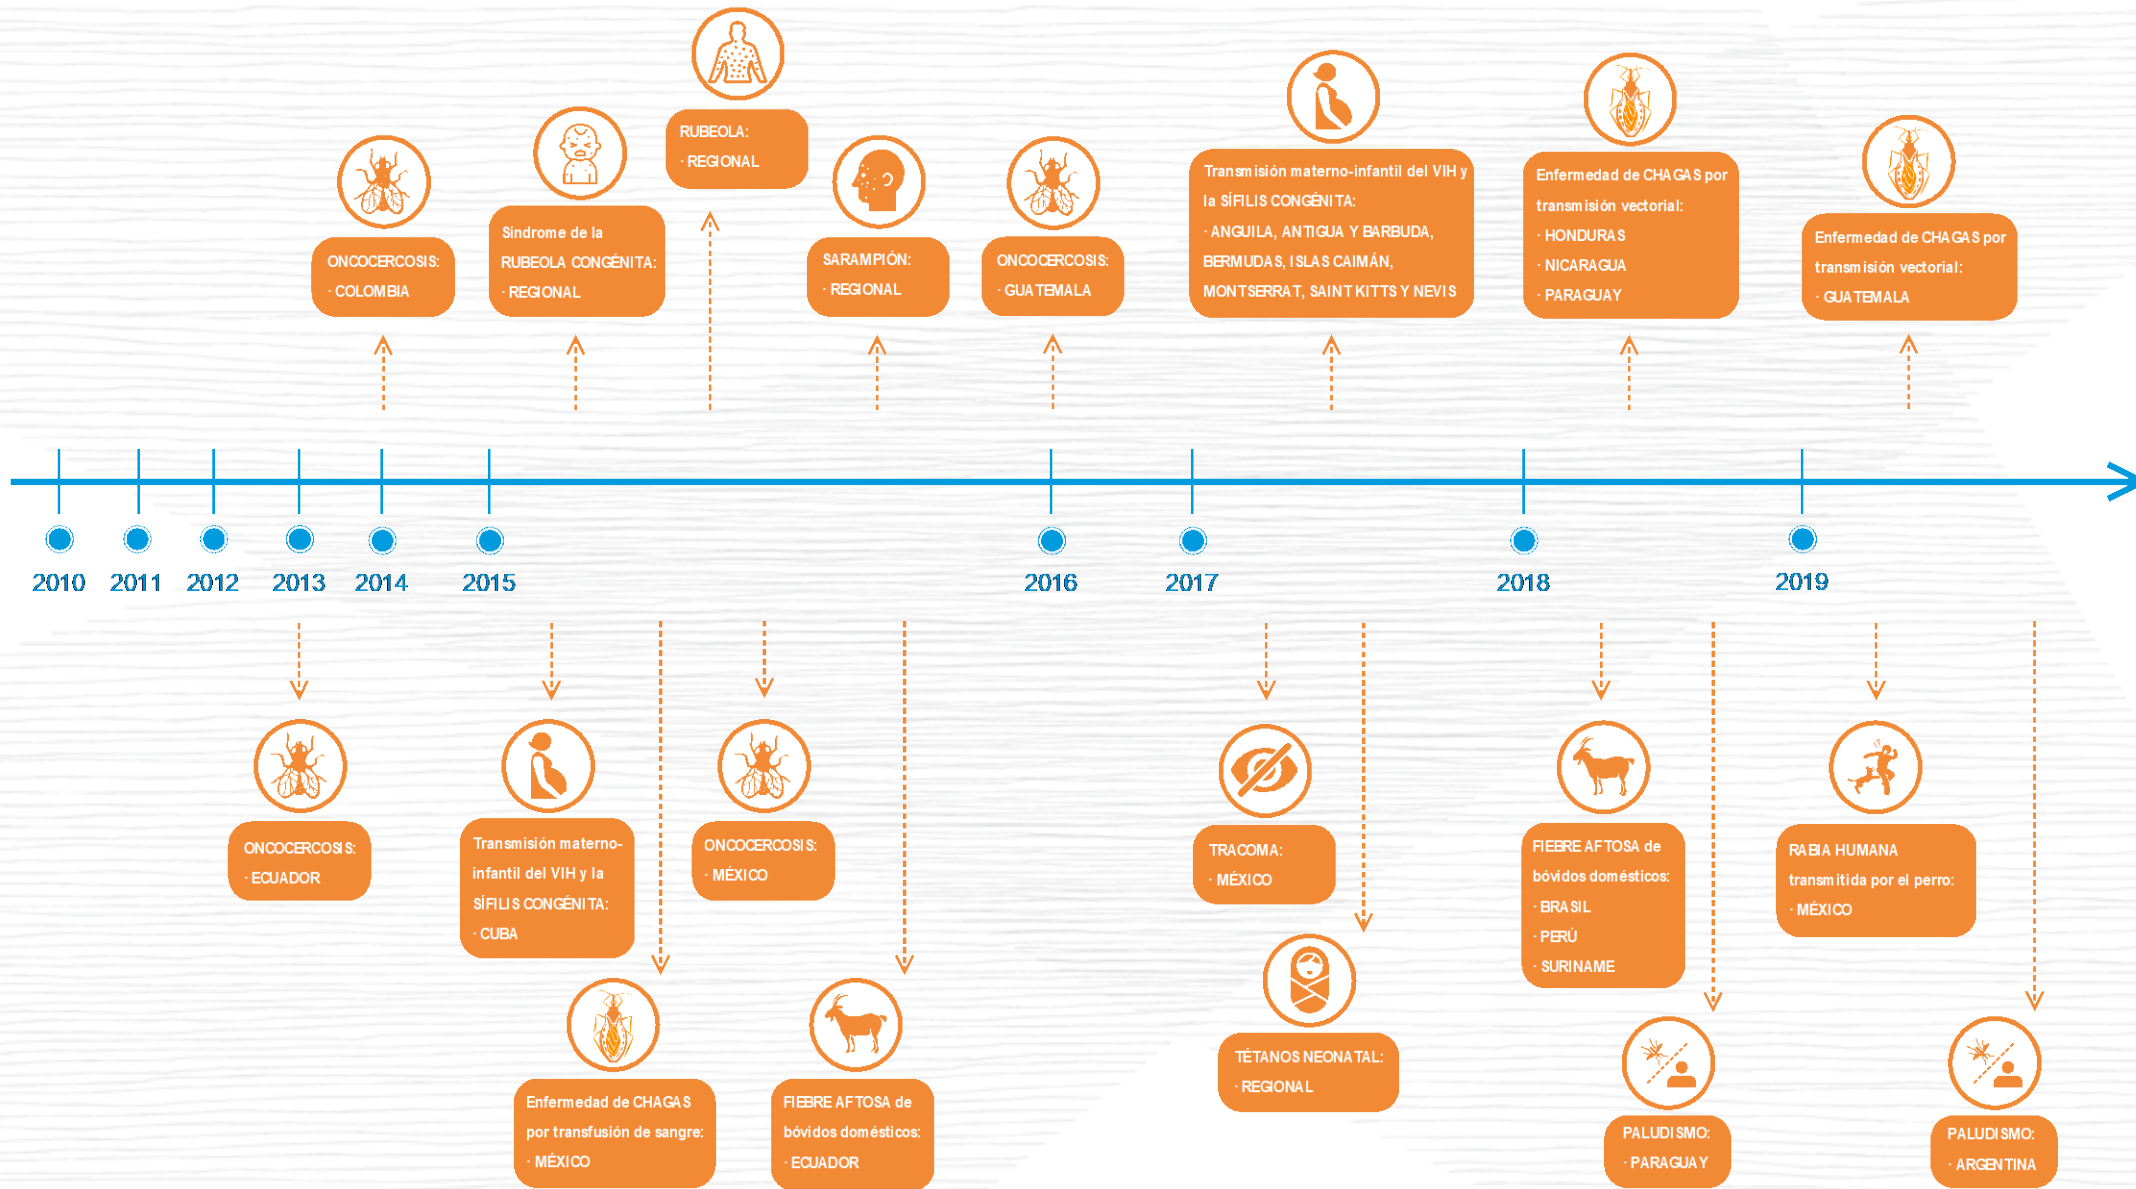 RUBEOLA:
· REGIONAL
ONCOCERCOSIS:
· COLOMBIA
Síndrome de la
RUBEOLA CONGÉNITA:
· REGIONAL
SARAMPIÓN:
· REGIONAL
ONCOCERCOSIS:
· GUATEMALA
Transmisión materno-infantil del VIH y
la SÍFILIS CONGÉNITA:
· ANGUILA, ANTIGUA Y BARBUDA,
BERMUDAS, ISLAS CAIMÁN,
MONTSERRAT, SAINT KITTS Y NEVIS
Enfermedad de CHAGAS por
transmisión vectorial:
· HONDURAS
· NICARAGUA
· PARAGUAY
Enfermedad de CHAGAS por
transmisión vectorial:
· GUATEMALA
2010
2011
2012
2013
2014
2015
2016
2017
2018
2019
ONCOCERCOSIS:
· ECUADOR
Transmisión materno-
infantil del VIH y la
SÍFILIS CONGÉNITA:
· CUBA
ONCOCERCOSIS:
· MÉXICO
TRACOMA:
· MÉXICO
FIEBRE AFTOSA de
bóvidos domésticos:
· BRASIL
· PERÚ
· SURINAME
RABIA HUMANA
transmitida por el perro:
· MÉXICO
Enfermedad de CHAGAS
por transfusión de sangre:
· MÉXICO
FIEBRE AFTOSA de
bóvidos domésticos:
· ECUADOR
TÉTANOS NEONATAL:
· REGIONAL
PALUDISMO:
· PARAGUAY
PALUDISMO:
· ARGENTINA